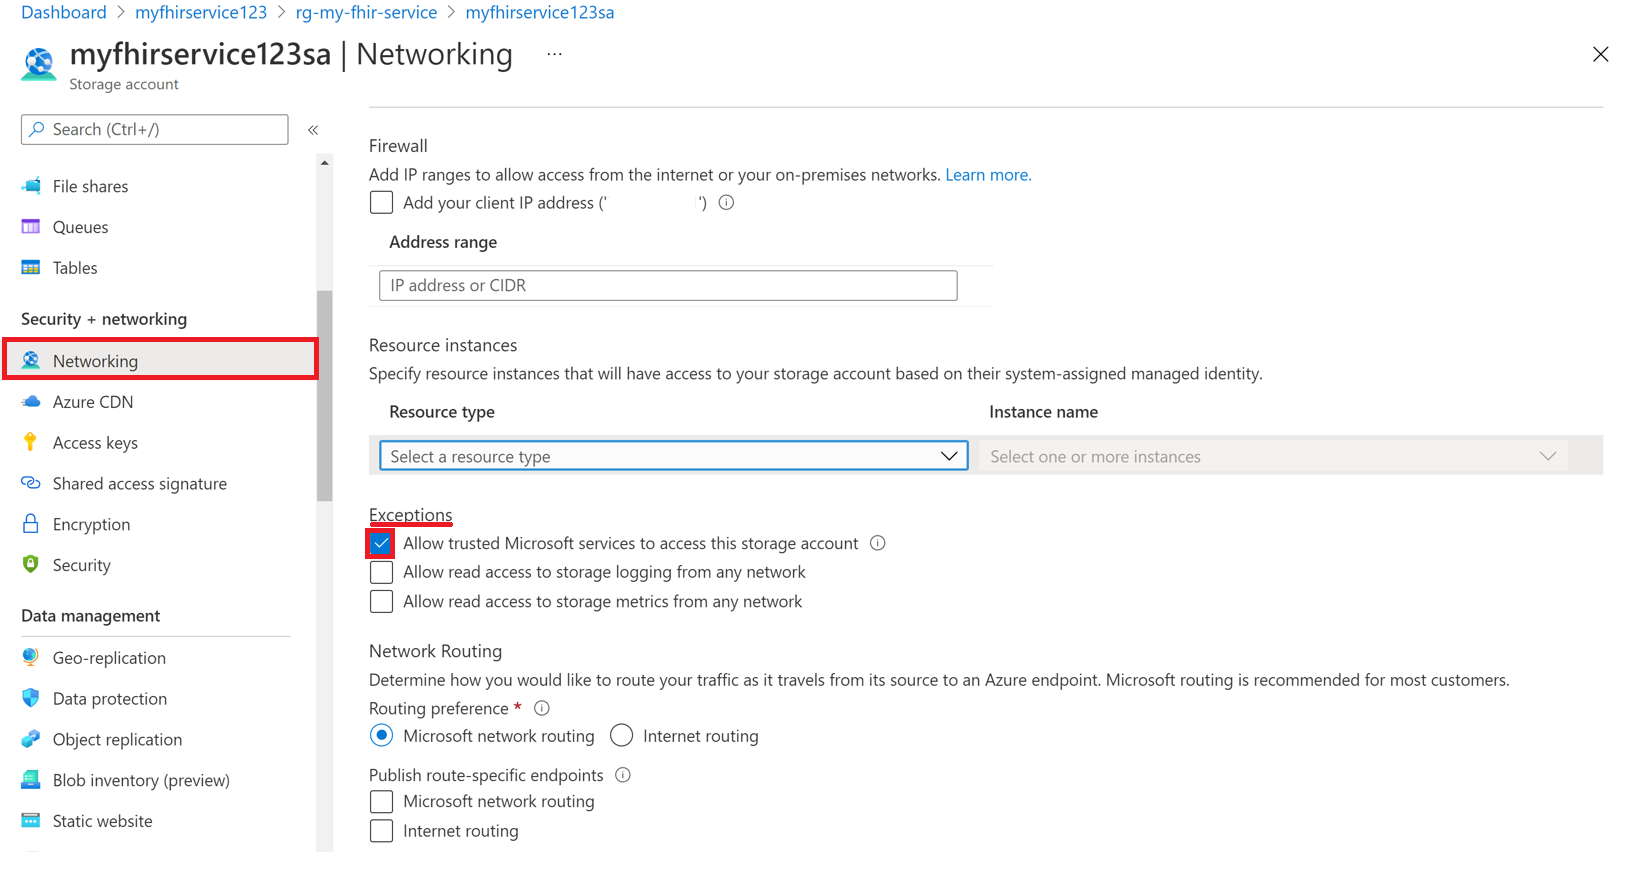 Dashboard > myfhirservice123 > rg-my-fhir-service > myfhirservice123sa
myfhirservice123sa | Networking ...
Storage account
Search (Ctrl+/) «
File shares
Queues
Tables
Security + networking
Networking
Azure CDN
Access keys
Shared access signature
Encryption
Security
Data management
Geo-replication
Data protection
Object replication
Blob inventory (preview)
Static website
Firewall
Add IP ranges to allow access from the internet or your on-premises networks. Learn more.
Add your client IP address (' ')
Address range
IP address or CIDR
Resource instances
Specify resource instances that will have access to your storage account based on their system-assigned managed identity.
Resource type Instance name
Select a resource type Select one or more instances
Exceptions
Allow trusted Microsoft services to access this storage account
Allow read access to storage logging from any network
Allow read access to storage metrics from any network
Network Routing
Determine how you would like to route your traffic as it travels from its source to an Azure endpoint. Microsoft routing is recommended for most customers.
Routing preference *
Microsoft network routing Internet routing
Publish route-specific endpoints
Microsoft network routing
Internet routing